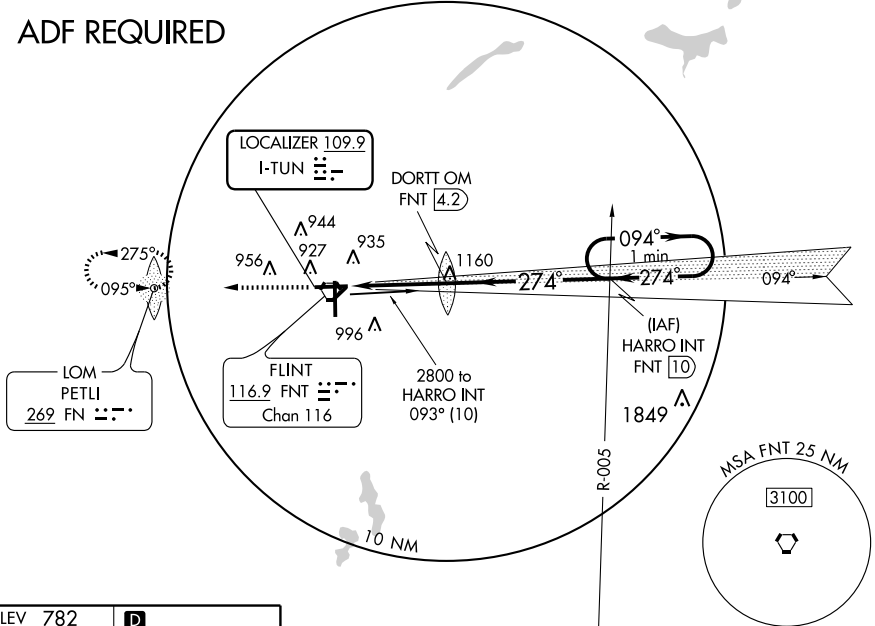 ADF REQUIRED
LOCALIZER 109.9
I-TUN
DORTT OM
FNT 4.2
944
927
956
935
1160
996
275°
095°
094°
1 min
274°
274°
094°
LOM
PETLI
269 FN
FLINT
116.9 FNT
Chan 116
2800 to
HARRO INT
093° (10)
(IAF)
HARRO INT
FNT 10
1849
R-005
MSA FNT 25 NM
3100
10 NM
LEV 782
D